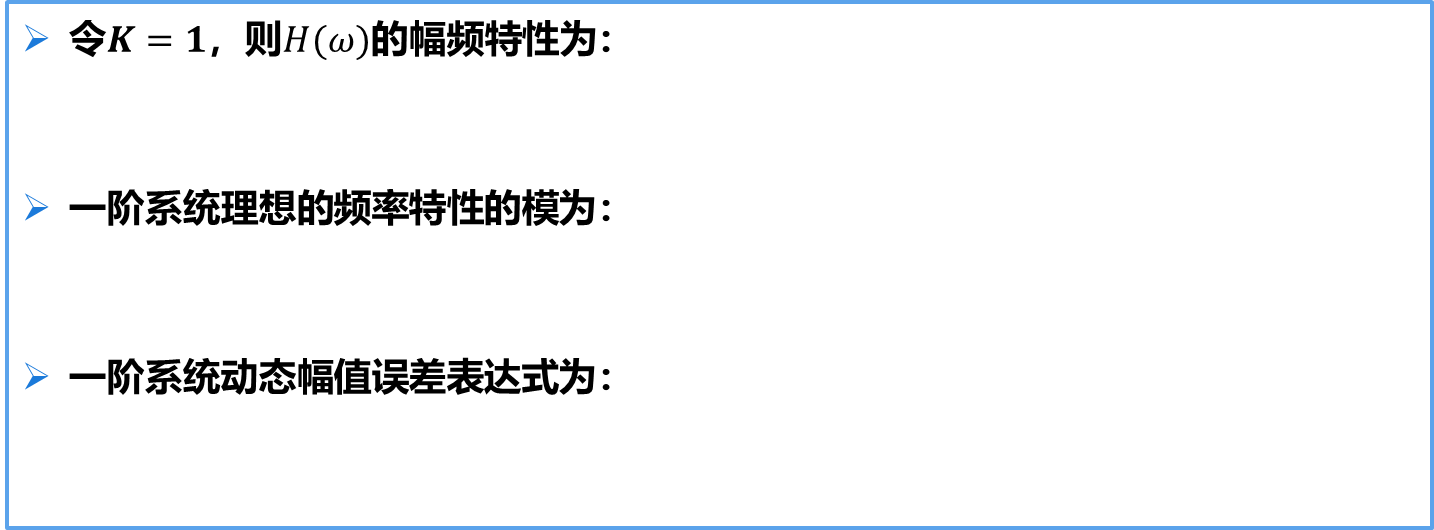 ➢ 令K = 1，则H(ω)的幅频特性为：
➢ 一阶系统理想的频率特性的模为：
➢ 一阶系统动态幅值误差表达式为：